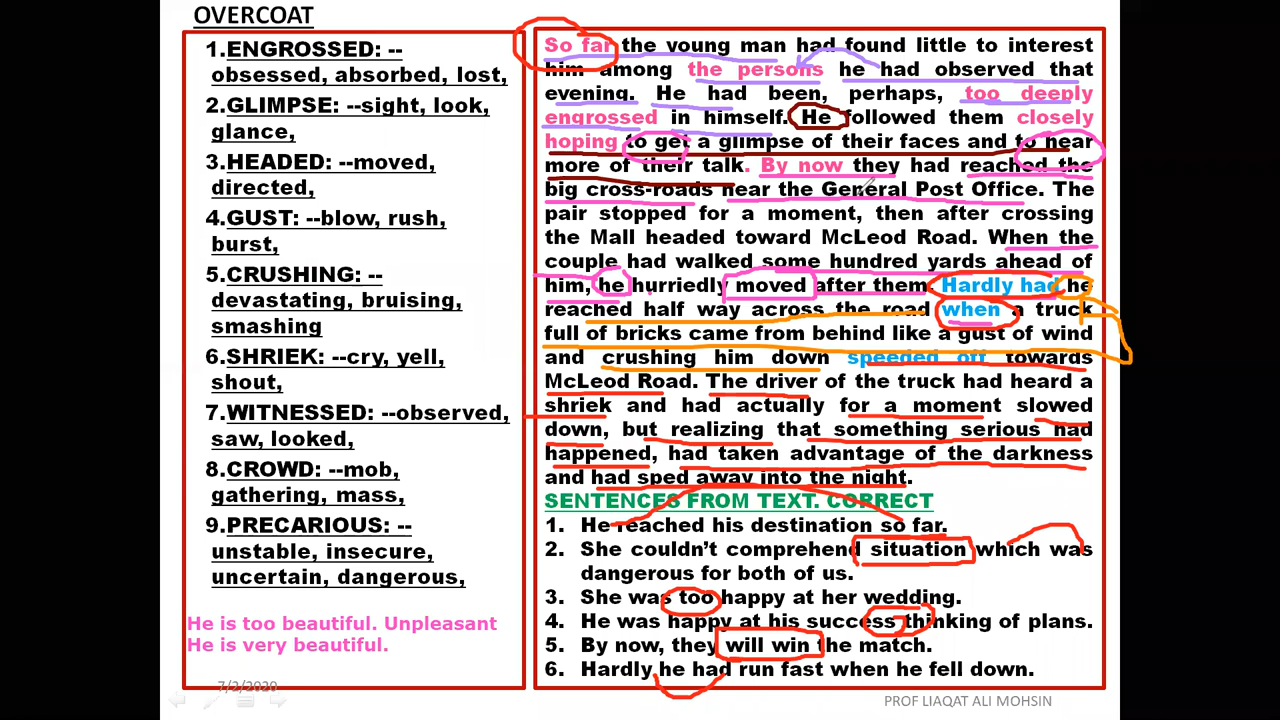 OVERCOAT
1.ENGROSSED: --
obsessed, absorbed, lost,
2.GLIMPSE: --sight, look,
glance,
3.HEADED: --moved,
directed,
4.GUST: --blow, rush,
burst,
5.CRUSHING: --
devastating, bruising,
smashing
6.SHRIEK: --cry, yell,
shout,
7.WITNESSED: --observed,
saw, looked,
8.CROWD: --mob,
gathering, mass,
9.PRECARIOUS: --
unstable, insecure,
uncertain, dangerous,
He is too beautiful. Unpleasant
He is very beautiful.
7/2/2020
So far the young man had found little to interest
him among the persons he had observed that
evening. He had been, perhaps, too deeply
engrossed in himself. He followed them closely
hoping to get a glimpse of their faces and to hear
more of their talk. By now they had reached the
big cross-roads near the General Post Office. The
pair stopped for a moment, then after crossing
the Mall headed toward McLeod Road. When the
couple had walked some hundred yards ahead of
him, he hurriedly moved after them. Hardly had he
reached half way across the road when a truck
full of bricks came from behind like a gust of wind
and crushing him down speeded off towards
McLeod Road. The driver of the truck had heard a
shriek and had actually for a moment slowed
down, but realizing that something serious had
happened, had taken advantage of the darkness
and had sped away into the night.
SENTENCES FROM TEXT. CORRECT
1. He reached his destination so far.
2. She couldn't comprehend situation which was
dangerous for both of us.
3. She was too happy at her wedding.
4. He was happy at his success thinking of plans.
5. By now, they will win the match.
6. Hardly he had run fast when he fell down.
PROF LIAQAT ALI MOHSIN